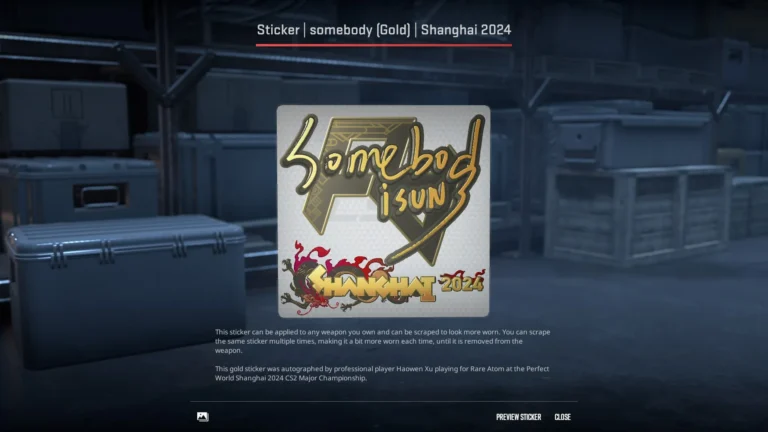 Sticker | somebody (Gold) | Shanghai 2024
somebody
isun
SHANGHAI 2024
This sticker can be applied to any weapon you own and can be scraped to look more worn. You can scrape
the same sticker multiple times, making it a bit more worn each time, until it is removed from the
weapon.
This gold sticker was autographed by professional player Haowen Xu playing for Rare Atom at the Perfect
World Shanghai 2024 CS2 Major Championship.
PREVIEW STICKER CLOSE